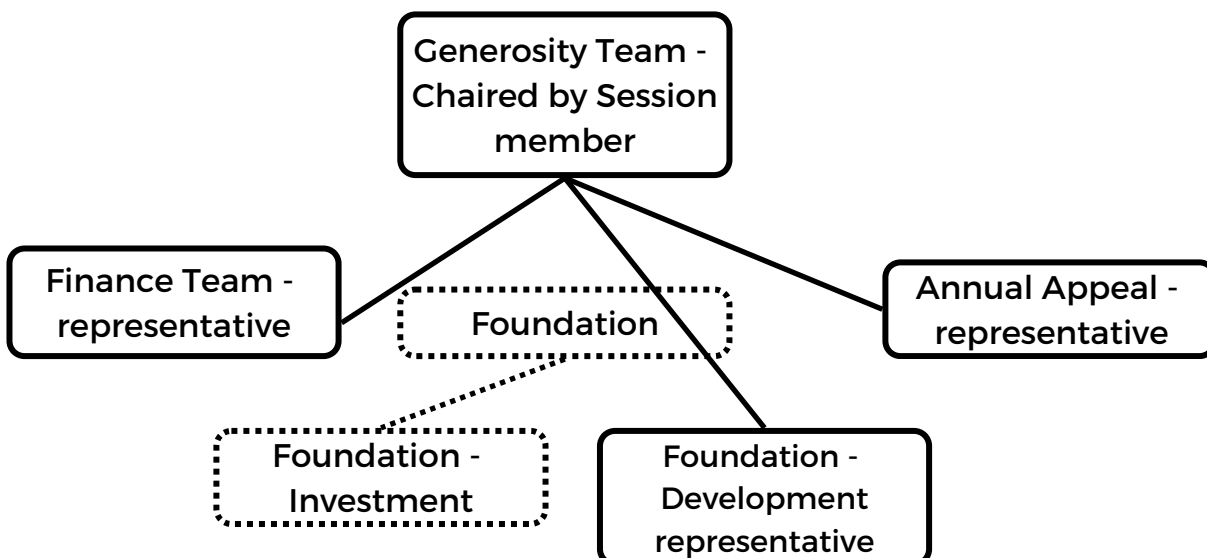 Generosity Team -
Chaired by Session
member
Finance Team -
representative
Foundation
Annual Appeal -
representative
Foundation -
Investment
Foundation -
Development
representative